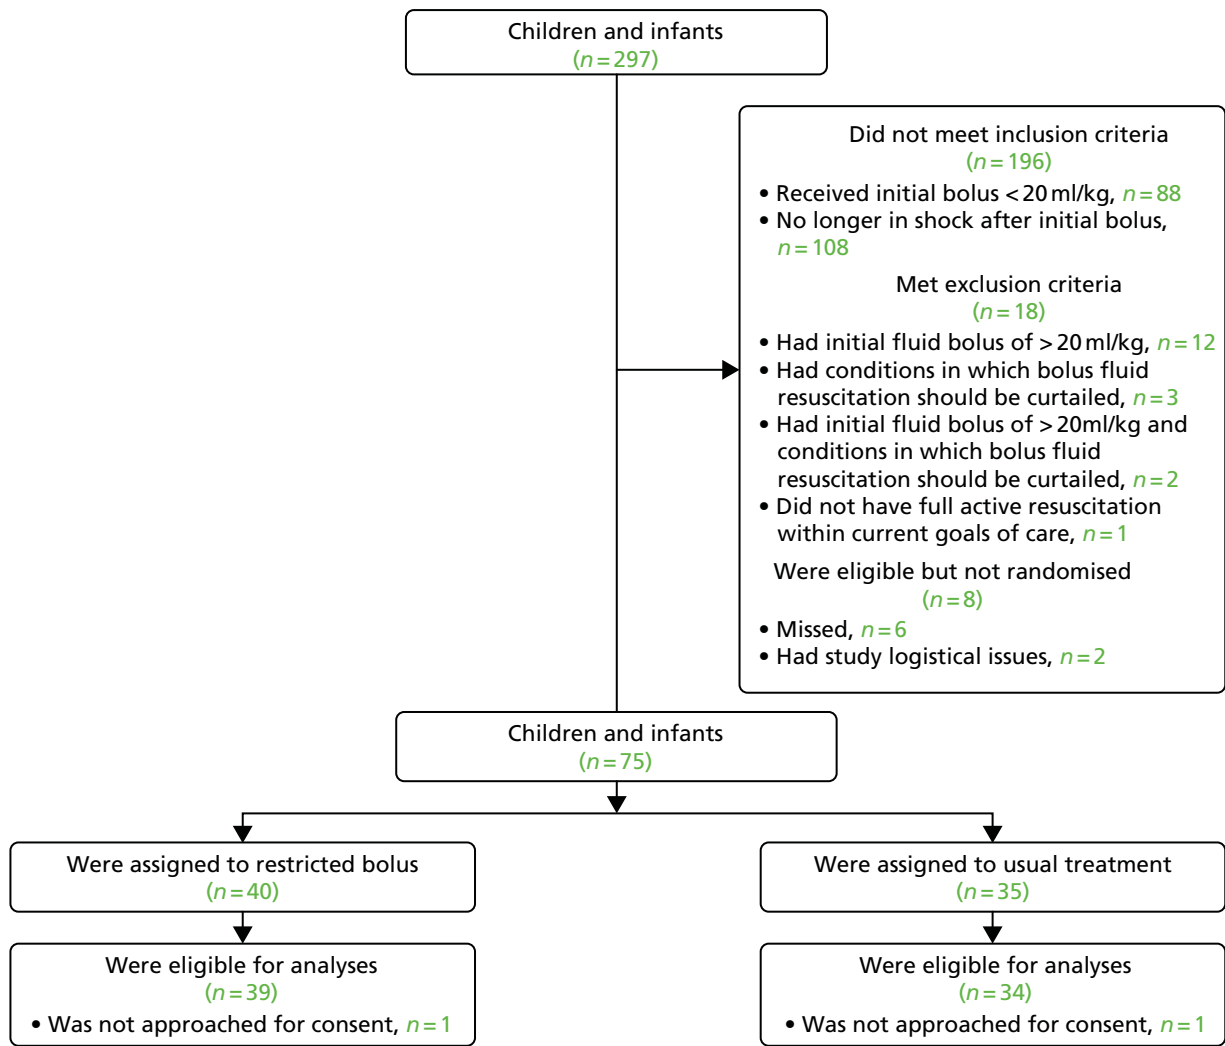 Children and infants
(n=297)
Did not meet inclusion criteria
(n=196)
• Received initial bolus <20ml/kg, n=88
• No longer in shock after initial bolus,
n=108
Met exclusion criteria
(n=18)
• Had initial fluid bolus of >20ml/kg, n=12
• Had conditions in which bolus fluid
resuscitation should be curtailed, n=3
• Had initial fluid bolus of >20ml/kg and
conditions in which bolus fluid
resuscitation should be curtailed, n=2
• Did not have full active resuscitation
within current goals of care, n=1
Were eligible but not randomised
(n=8)
• Missed, n=6
• Had study logistical issues, n=2
Children and infants
(n=75)
Were assigned to restricted bolus
(n=40)
Were eligible for analyses
(n=39)
• Was not approached for consent, n=1
Were assigned to usual treatment
(n=35)
Were eligible for analyses
(n=34)
• Was not approached for consent, n=1